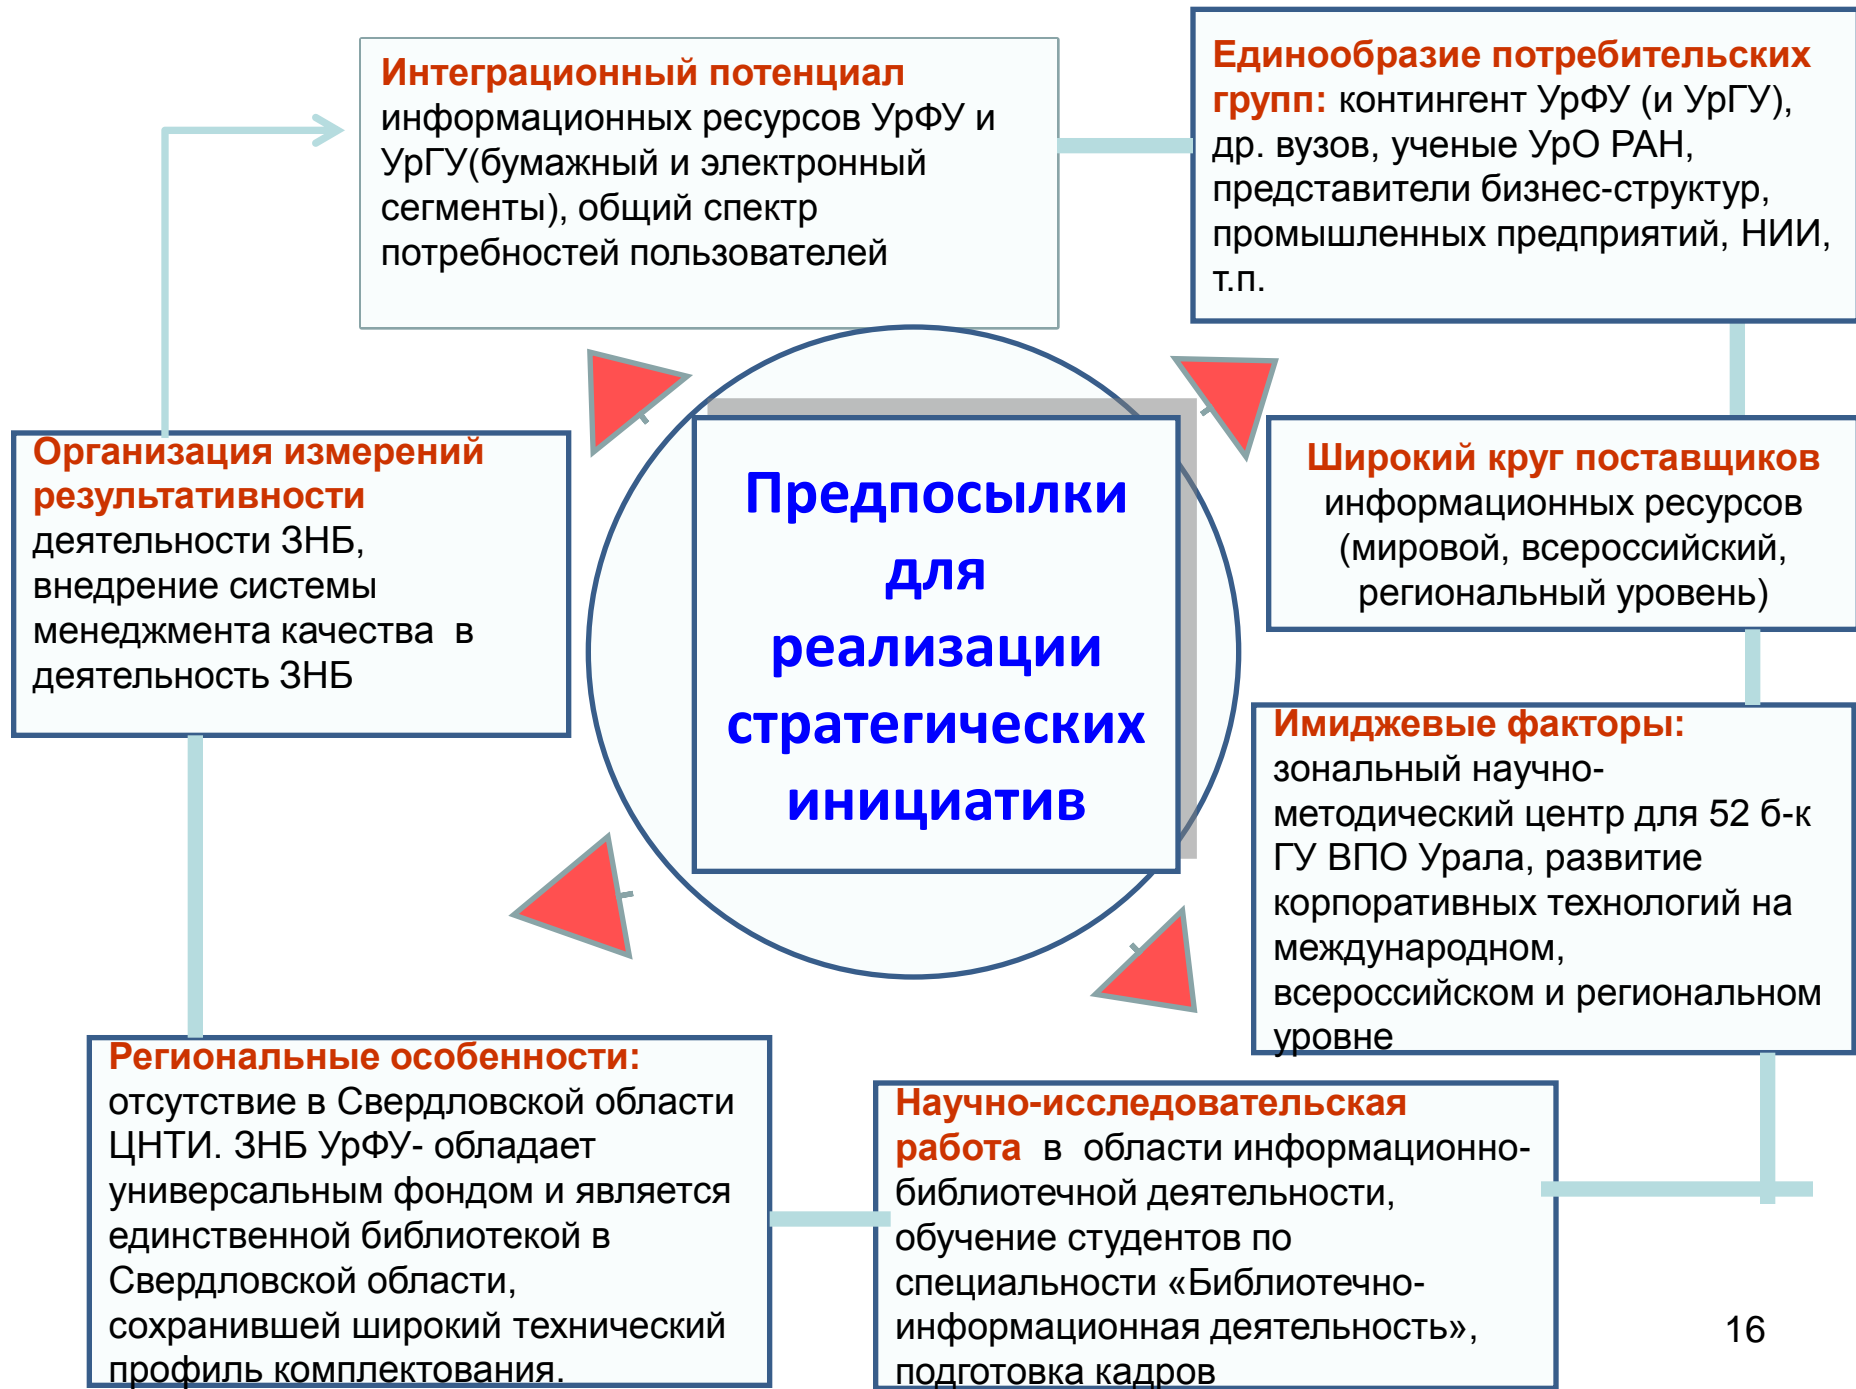 Интеграционный потенциал
информационных ресурсов УрФУ и
УрГУ(бумажный и электронный
сегменты), общий спектр
потребностей пользователей
Единообразие потребительских
групп: контингент УрФУ (и УрГУ),
др. вузов, ученые УрО РАН,
представители бизнес-структур,
промышленных предприятий, НИИ,
т.п.
Организация измерений
результативности
деятельности ЗНБ,
внедрение системы
менеджмента качества в
деятельность ЗНБ
Предпосылки
для
реализации
стратегических
инициатив
Широкий круг поставщиков
информационных ресурсов
(мировой, всероссийский,
региональный уровень)
Имиджевые факторы:
зональный научно-
методический центр для 52 б-к
ГУ ВПО Урала, развитие
корпоративных технологий на
международном,
всероссийском и региональном
уровне
Региональные особенности:
отсутствие в Свердловской области
ЦНТИ. ЗНБ УрФУ- обладает
универсальным фондом и является
единственной библиотекой в
Свердловской области,
сохранившей широкий технический
профиль комплектования.
Научно-исследовательская
работа в области информационно-
библиотечной деятельности,
обучение студентов по
специальности «Библиотечно-
информационная деятельность»,
подготовка кадров
16